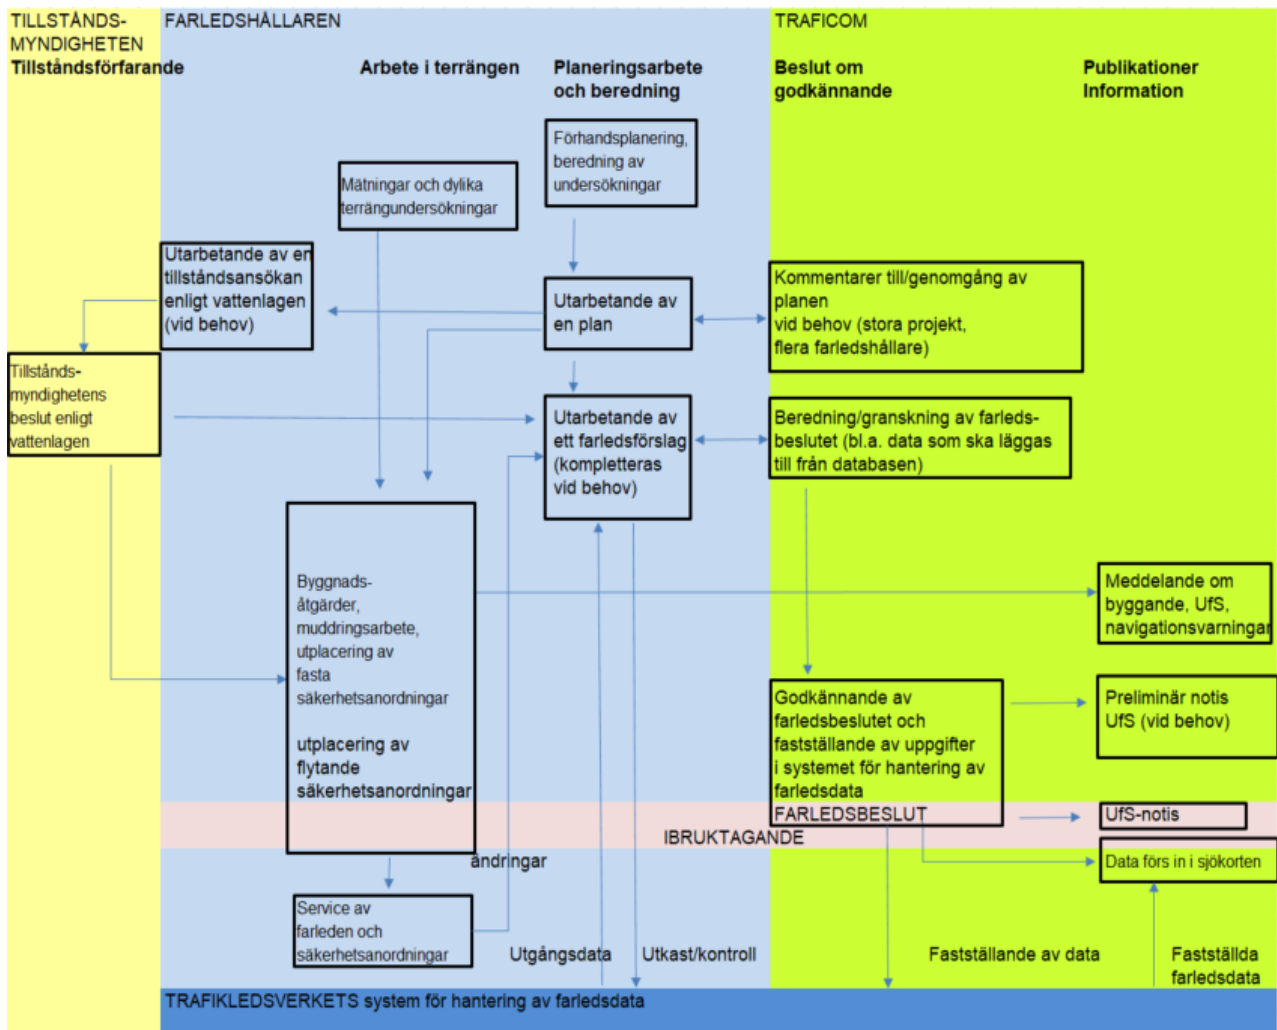 TILLSTÅNDS-
MYNDIGHETEN
Tillståndsförfarande
FARLEDSHÅLLAREN
Arbete i terrängen
Planeringsarbete
och beredning
TRAFICOM
Beslut om
godkännande
Publikationer
Information
Förhandsplanering,
beredning av
undersökningar
Mätningar och dylika
terrängundersökningar
Utarbetande av en
tillståndsansökan
enligt vattenlagen
(vid behov)
Utarbetande av
en plan
Kommentarer till/genomgång av
planen
vid behov (stora projekt,
flera farledshållare)
Tillstånds-
myndighetens
beslut enligt
vattenlagen
Utarbetande av
ett farledsförslag
(kompletteras
vid behov)
Beredning/granskning av farleds-
beslutet (bl.a. data som ska läggas
till från databasen)
Byggnads-
åtgärder,
muddringsarbete,
utplacering av
fasta
säkerhetsanordningar
utplacering av
flytande
säkerhetsanordningar
Meddelande om
byggande, UfS,
navigationsvarningar
Godkännande av
farledsbeslutet och
fastställande av uppgifter
i systemet för hantering av
farledsdata
FARLEDSBESLUT
Preliminär notis
UfS (vid behov)
UfS-notis
IBRUKTAGANDE
ändringar
Data förs in i sjökorten
Service av
farleden och
säkerhetsanordningar
Utgångsdata
Utkast/kontroll
Fastställande av data
Fastställda
farledsdata
TRAFIKLEDSVERKETS system för hantering av farledsdata